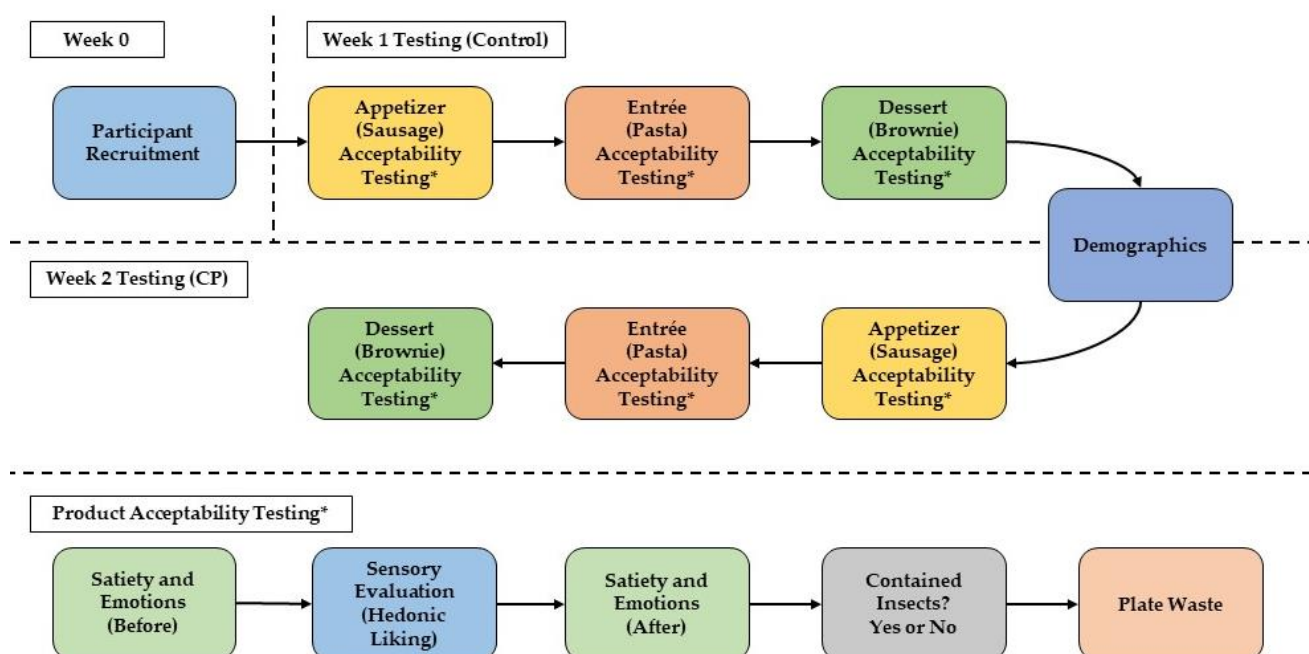 Week 0
Week 1 Testing (Control)
Participant
Recruitment
Appetizer
(Sausage)
Acceptability
Testing*
Entrée
(Pasta)
Acceptability
Testing*
Dessert
(Brownie)
Acceptability
Testing*
Demographics
Week 2 Testing (CP)
Dessert
(Brownie)
Acceptability
Testing*
Entrée
(Pasta)
Acceptability
Testing*
Appetizer
(Sausage)
Acceptability
Testing*
Product Acceptability Testing*
Satiety and
Emotions
(Before)
Sensory
Evaluation
(Hedonic
Liking)
Satiety and
Emotions
(After)
Contained
Insects?
Yes or No
Plate Waste